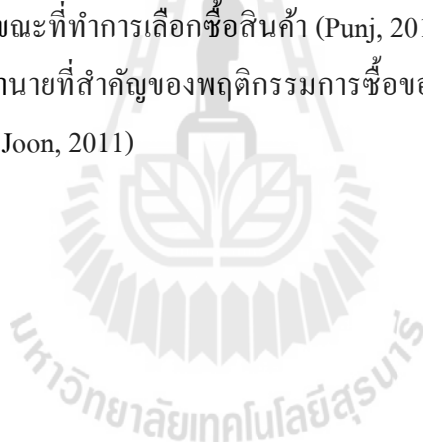 ขณะที่ทำการเลือกซื้อสินค้า (Punj, 201
ทำนายที่สำคัญของพฤติกรรมการซื้อขอ
Joon, 2011)
มหาวิทยาลัยเทคโนโลยีสุรนารี